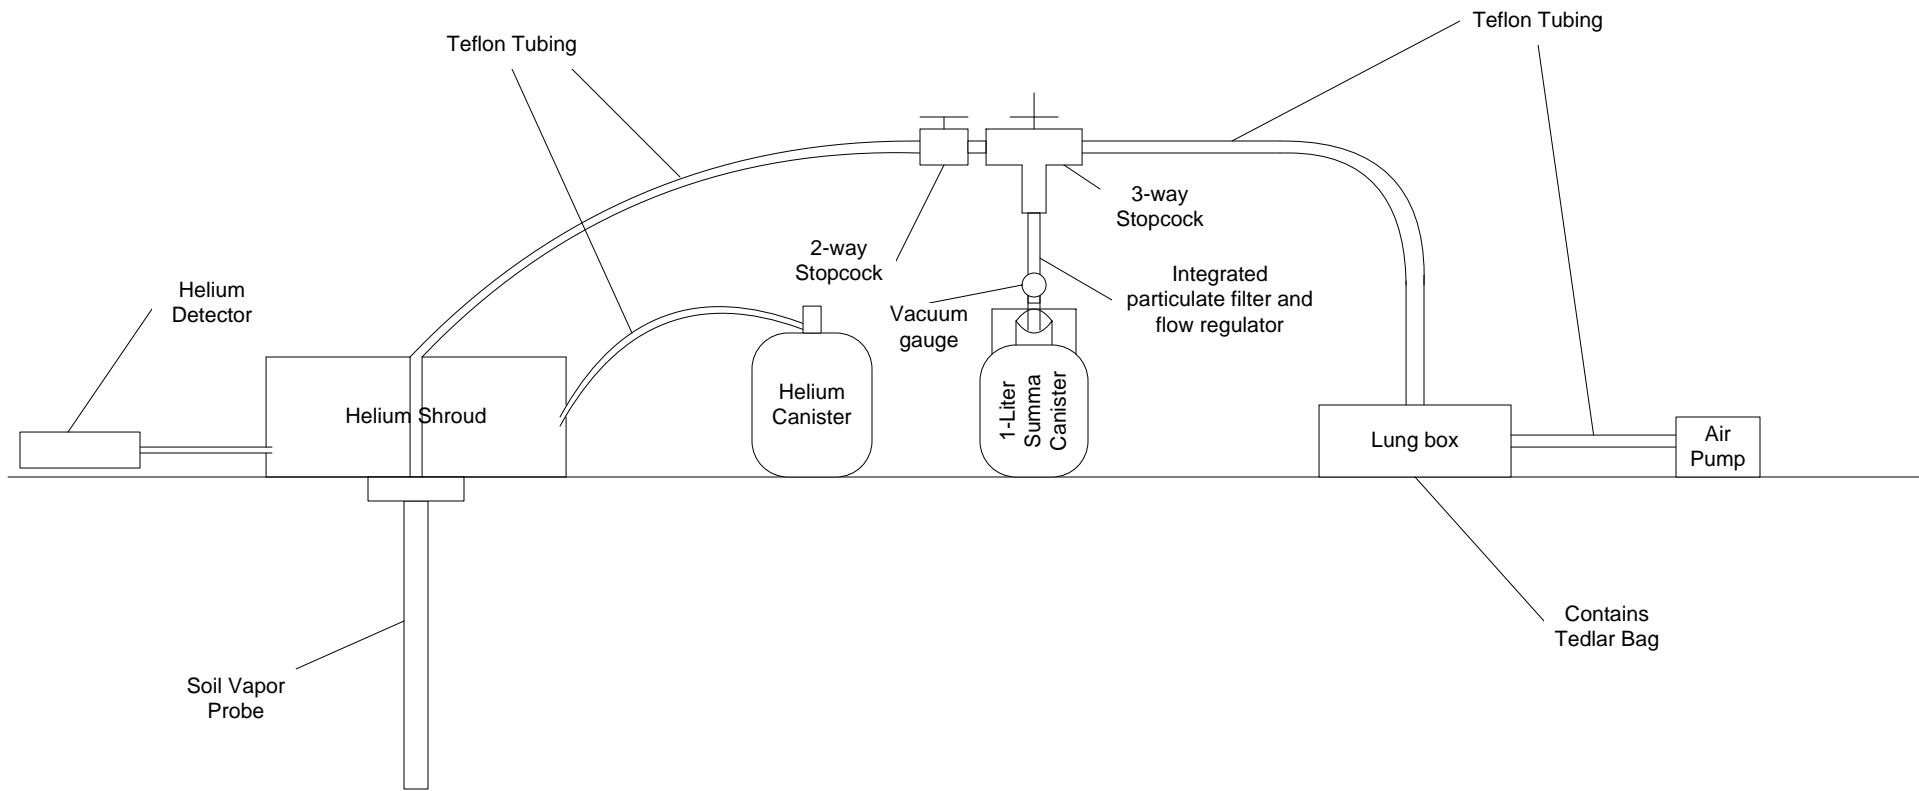 Teflon Tubing
Teflon Tubing
3-way
Stopcock
2-way
Stopcock
Integrated
particulate filter and
flow regulator
Helium
Detector
Vacuum
gauge
Helium Shroud
Helium
Canister
1-Liter
Summa
Canister
Lung box
Air
Pump
Contains
Tedlar Bag
Soil Vapor
Probe